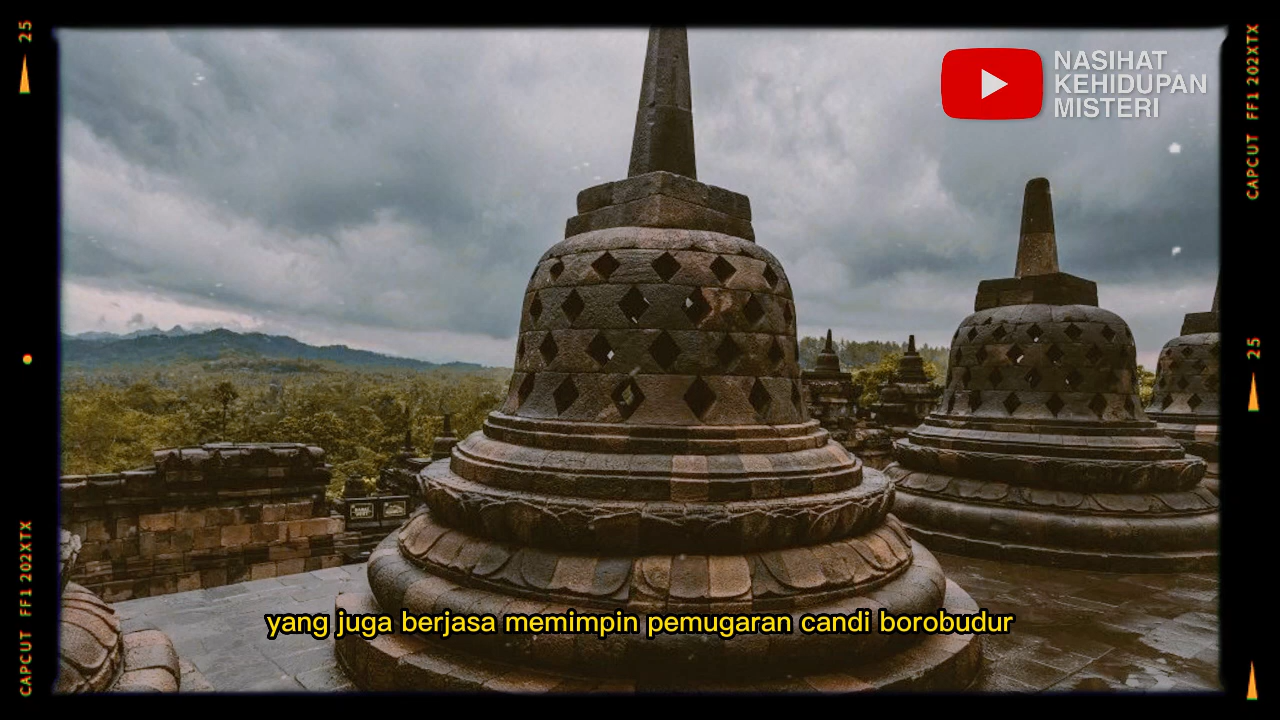 25
NASIHAT
KEHIDUPAN
MISTERI
CAPCUT FF1 202XTX
25
CAPCUT FF1 202XTX
yang juga berjasa memimpin pemugaran candi borobudur